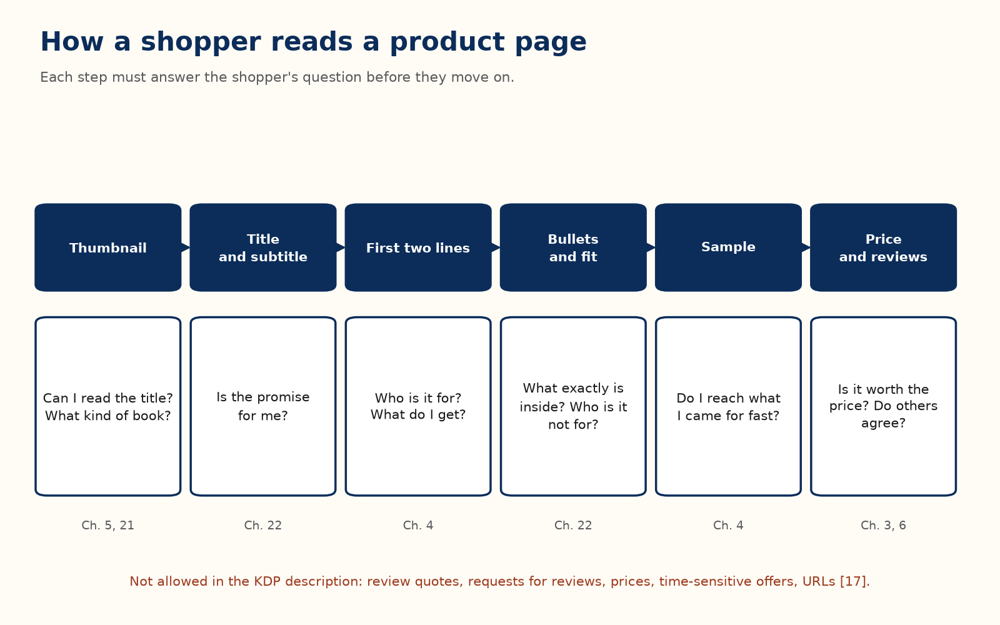 How a shopper reads a product page
Each step must answer the shopper's question before they move on.
Thumbnail
Title
and subtitle
First two lines
Bullets
and fit
Sample
Price
and reviews
Can I read the title?
What kind of book?
Is the promise
for me?
Who is it for?
What do I get?
What exactly is
inside? Who is it
not for?
Do I reach what
I came for fast?
Is it worth the
price? Do others
agree?
Ch. 5, 21
Ch. 22
Ch. 4
Ch. 22
Ch. 4
Ch. 3, 6
Not allowed in the KDP description: review quotes, requests for reviews, prices, time-sensitive offers, URLs [17].